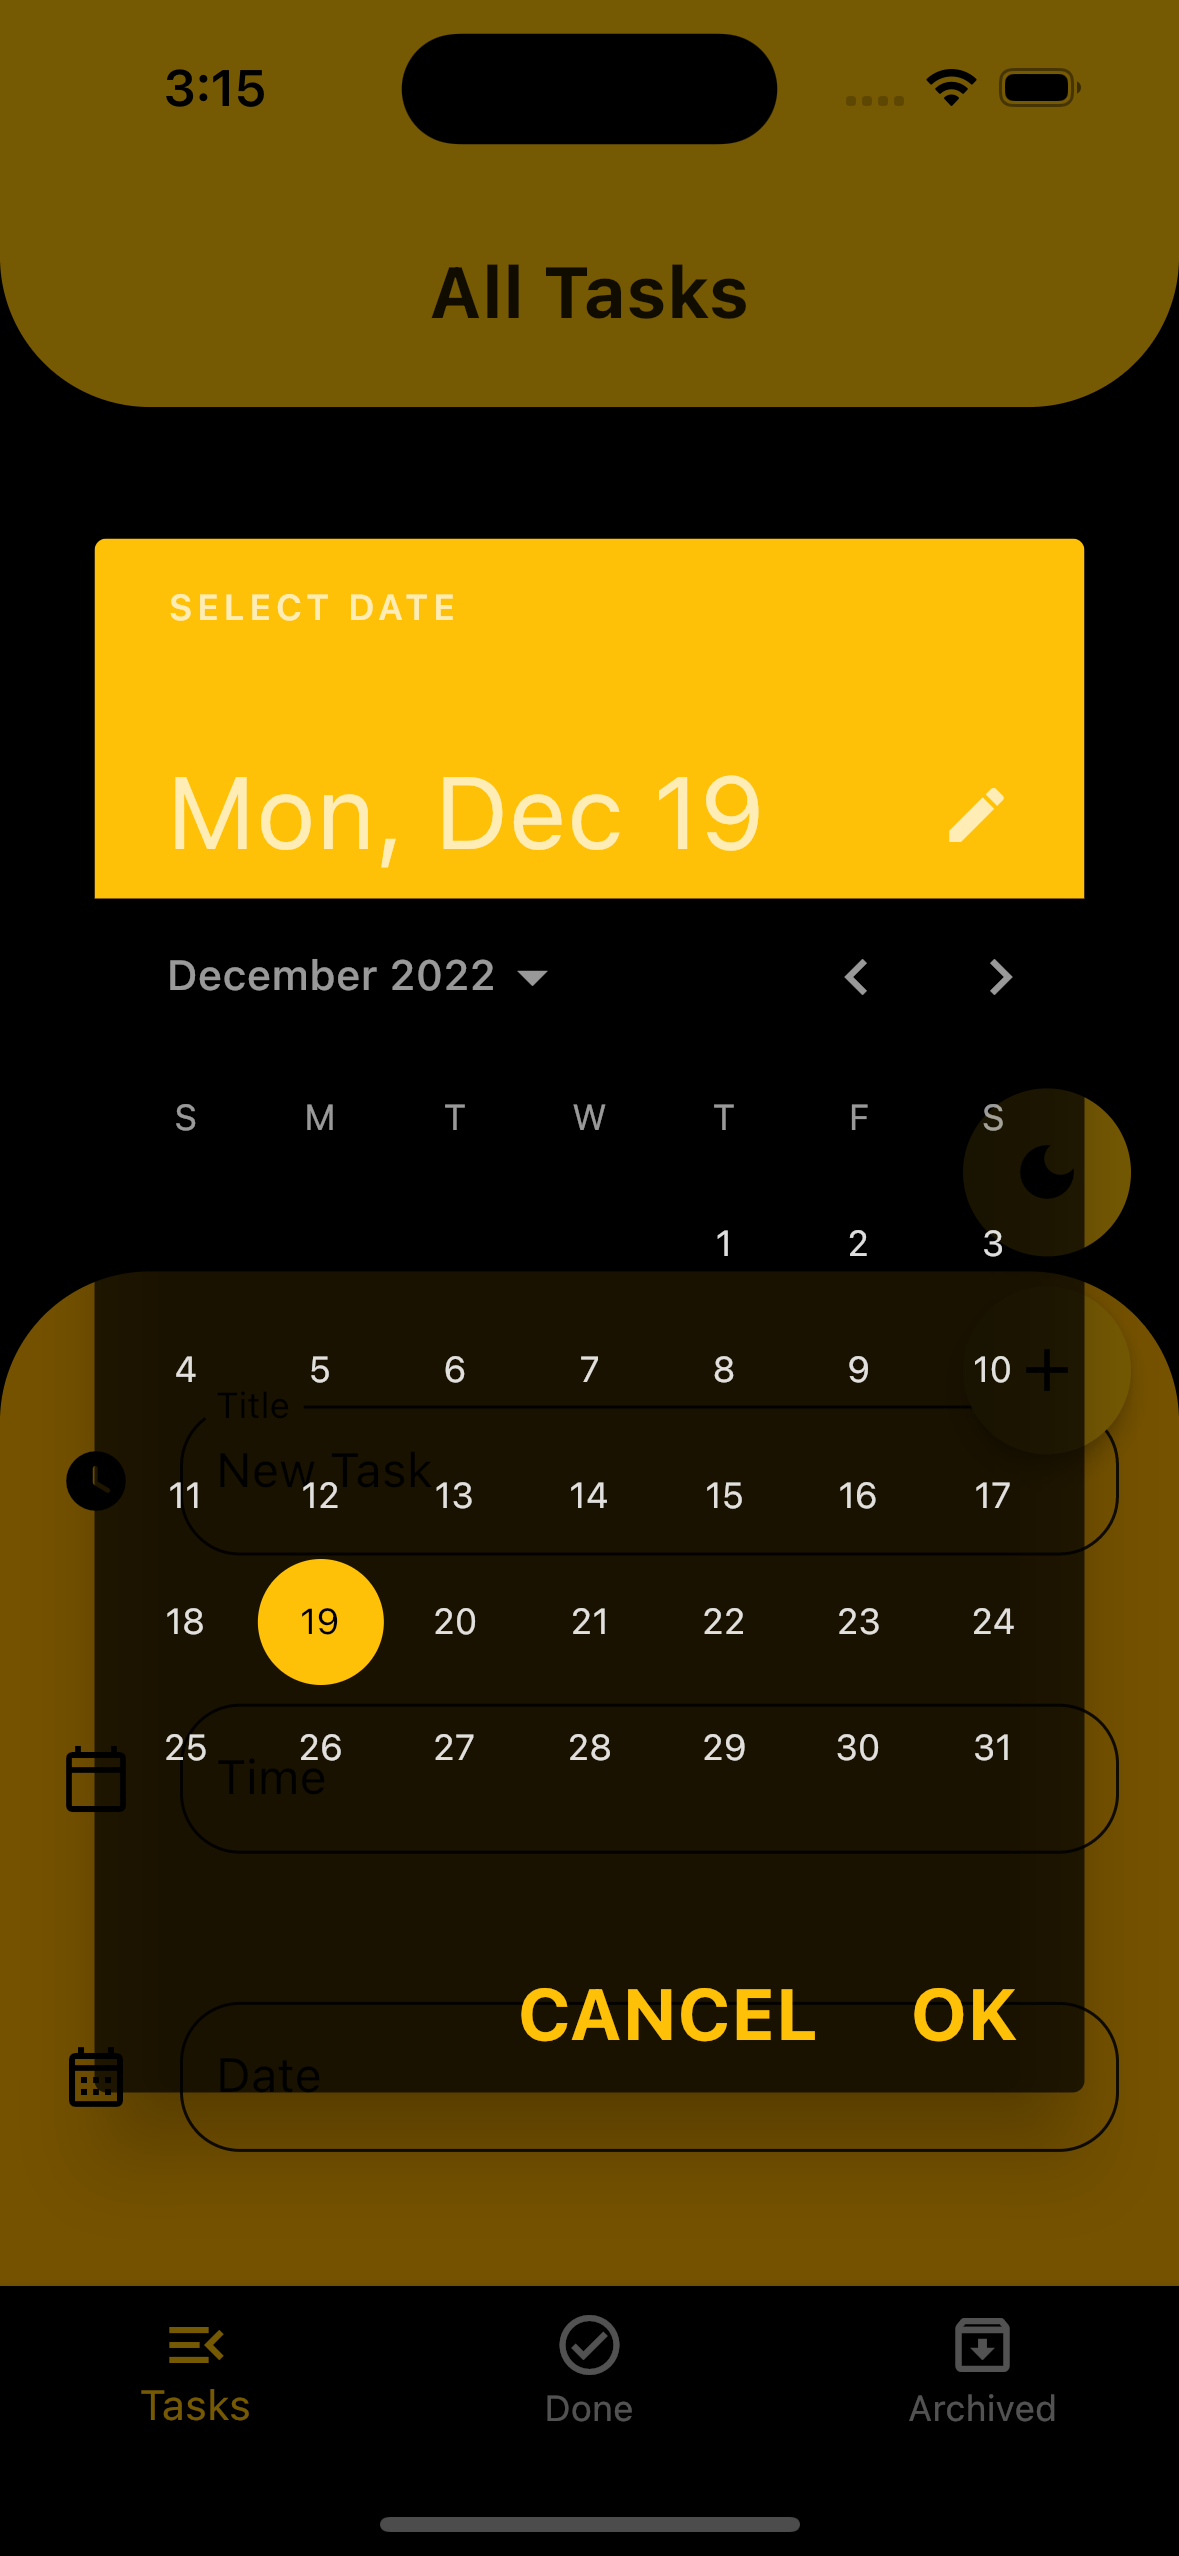 3:15
All Tasks
SELECT DATE
Mon, Dec 19
December 2022
S M T W T F S
1 2 3
4 5 6 7 8 9 10
Title
New Task
11 12 13 14 15 16 17
18 19 20 21 22 23 24
25 26 27 28 29 30 31
Time
CANCEL OK
Date
Tasks Done Archived